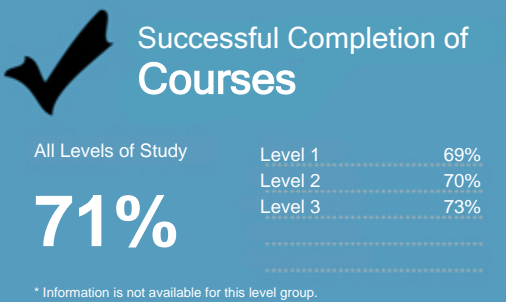 Successful Completion of
Courses
All Levels of Study
71%
Level 1 69%
Level 2 70%
Level 3 73%
* Information is not available for this level group.